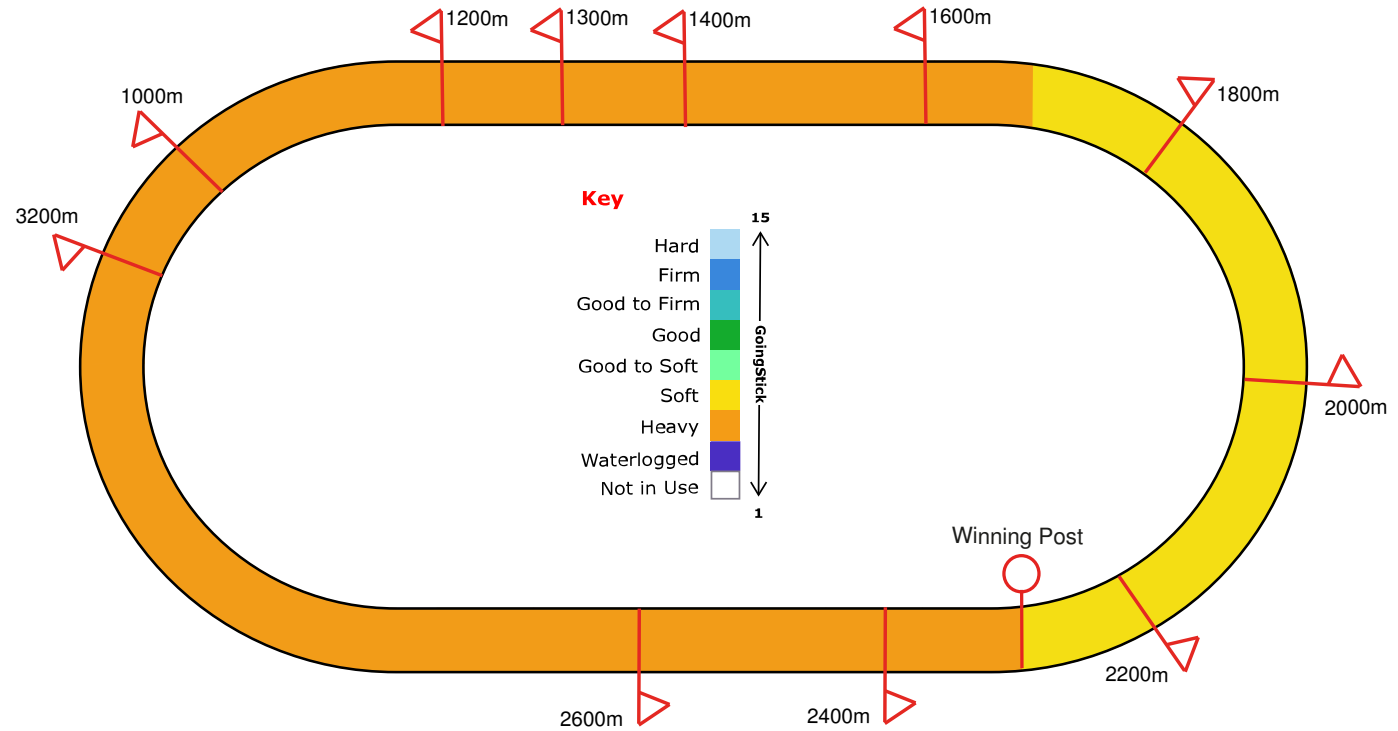 1200m
1300m
1400m
1600m
1000m
1800m
3200m
Key
15
Hard
Firm
Good to Firm
Good
Good to Soft
Soft
Heavy
Waterlogged
Not in Use
GoingStick
1
2000m
Winning Post
2200m
2600m
2400m